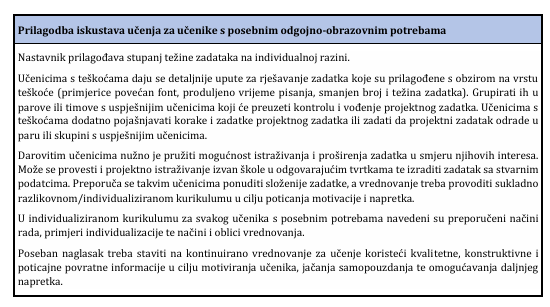 Prilagodba iskustava učenja za učenike s posebnim odgojno-obrazovnim potrebama
Nastavnik prilagođava stupanj težine zadataka na individualnoj razini.
Učenicima s teškoćama daju se detaljnije upute za rješavanje zadatka koje su prilagođene s obzirom na vrstu
teškoće (primjerice povećan font, produljeno vrijeme pisanja, smanjen broj i težina zadatka). Grupirati ih u
parove ili timove s uspješnijim učenicima koji će preuzeti kontrolu i vođenje projektnog zadatka. Učenicima s
teškoćama dodatno pojašnjavati korake i zadatke projektnog zadatka ili zadati da projektni zadatak odrade u
paru ili skupini s uspješnijim učenicima.
Darovitim učenicima nužno je pružiti mogućnost istraživanja i proširenja zadatka u smjeru njihovih interesa.
Može se provesti i projektno istraživanje izvan škole u odgovarajućim tvrtkama te izraditi zadatak sa stvarnim
podatcima. Preporuča se takvim učenicima ponuditi složenije zadatke, a vrednovanje treba provoditi sukladno
razlikovnom/individualiziranom kurikulumu u cilju poticanja motivacije i napretka.
U individualiziranom kurikulumu za svakog učenika s posebnim potrebama navedeni su preporučeni načini
rada, primjeri individualizacije te načini i oblici vrednovanja.
Poseban naglasak treba staviti na kontinuirano vrednovanje za učenje koristeći kvalitetne, konstruktivne i
poticajne povratne informacije u cilju motiviranja učenika, jačanja samopouzdanja te omogućavanja daljnjeg
napretka.